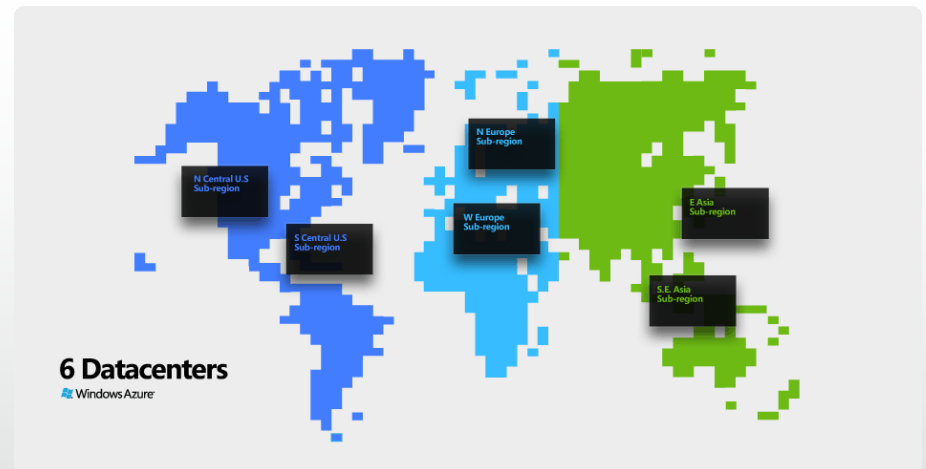 N Europe
Sub-region
N Central U.S
Sub-region
E Asia
Sub-region
W Europe
Sub-region
S Central U.S
Sub-region
S.E. Asia
Sub-region
6 Datacenters
Windows Azure